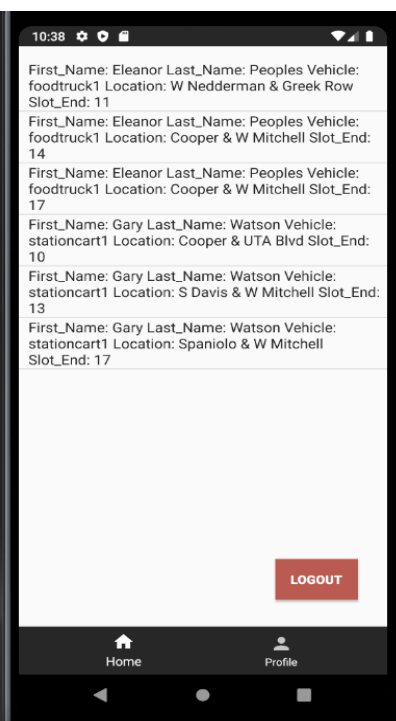 10:38
First_Name: Eleanor Last_Name: Peoples Vehicle:
foodtruck1 Location: W Nedderman & Greek Row
Slot_End: 11
First_Name: Eleanor Last_Name: Peoples Vehicle:
foodtruck1 Location: Cooper & W Mitchell Slot_End:
14
First_Name: Eleanor Last_Name: Peoples Vehicle:
foodtruck1 Location: Cooper & W Mitchell Slot_End:
17
First_Name: Gary Last_Name: Watson Vehicle:
stationcart1 Location: Cooper & UTA Blvd Slot_End:
10
First_Name: Gary Last_Name: Watson Vehicle:
stationcart1 Location: S Davis & W Mitchell Slot_End:
13
First_Name: Gary Last_Name: Watson Vehicle:
stationcart1 Location: Spaniolo & W Mitchell
Slot_End: 17
LOGOUT
Home
Profile